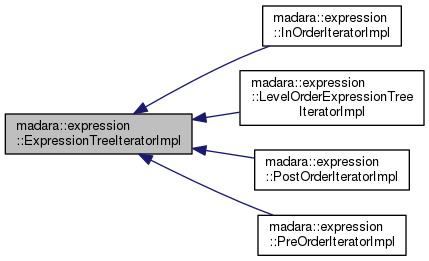 madara::expression
::InOrderIteratorImpl
madara::expression
::LevelOrderExpressionTree
IteratorImpl
madara::expression
::ExpressionTreeIteratorImpl
madara::expression
::PostOrderIteratorImpl
madara::expression
::PreOrderIteratorImpl